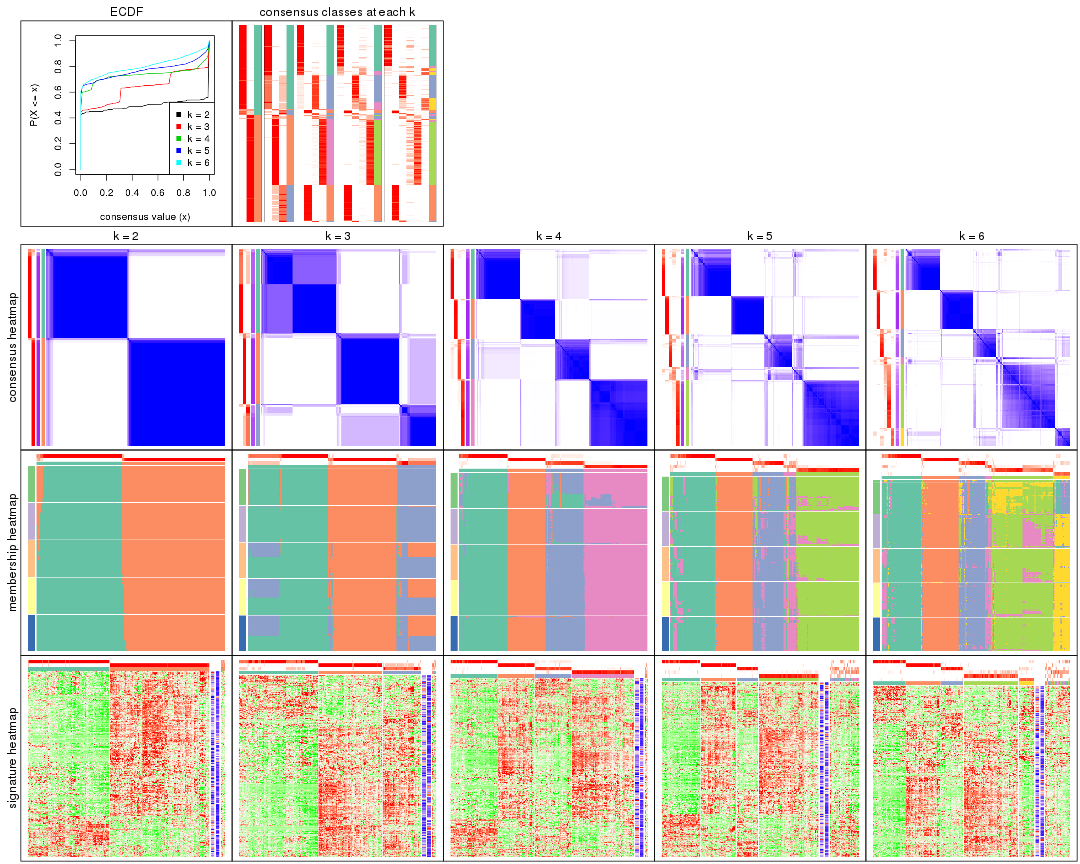 ECDF
consensus classes at each k
P(X <= x)
0.0 0.2 0.4 0.6 0.8 1.0
k = 2
k = 3
k = 4
k = 5
k = 6
0.0 0.2 0.4 0.6 0.8 1.0
consensus value (x)
k = 2 k = 3 k = 4 k = 5 k = 6
consensus heatmap
membership heatmap
signature heatmap